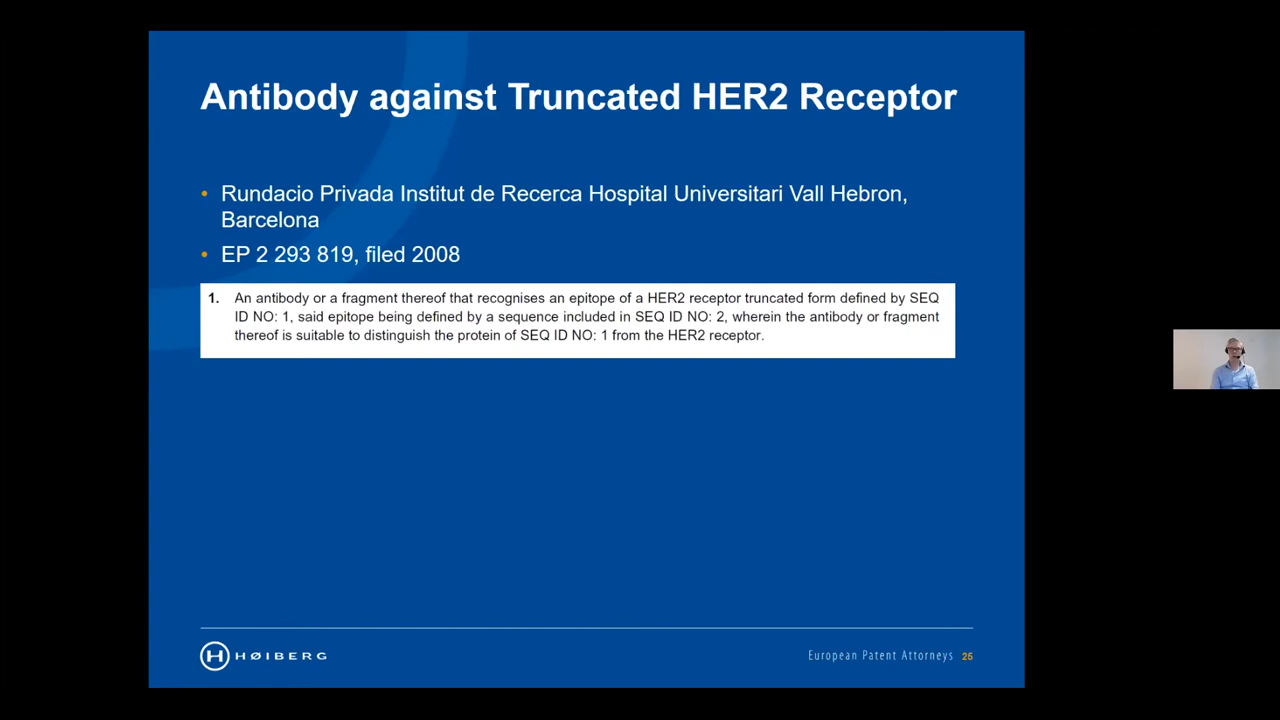 Antibody against Truncated HER2 Receptor
• Rundacio Privada Institut de Recerca Hospital Universitari Vall Hebron,
Barcelona
• EP 2 293 819, filed 2008
1. An antibody or a fragment thereof that recognises an epitope of a HER2 receptor truncated form defined by SEQ
ID NO: 1, said epitope being defined by a sequence included in SEQ ID NO: 2, wherein the antibody or fragment
thereof is suitable to distinguish the protein of SEQ ID NO: 1 from the HER2 receptor.
H HØIBERG
European Patent Attorneys 25